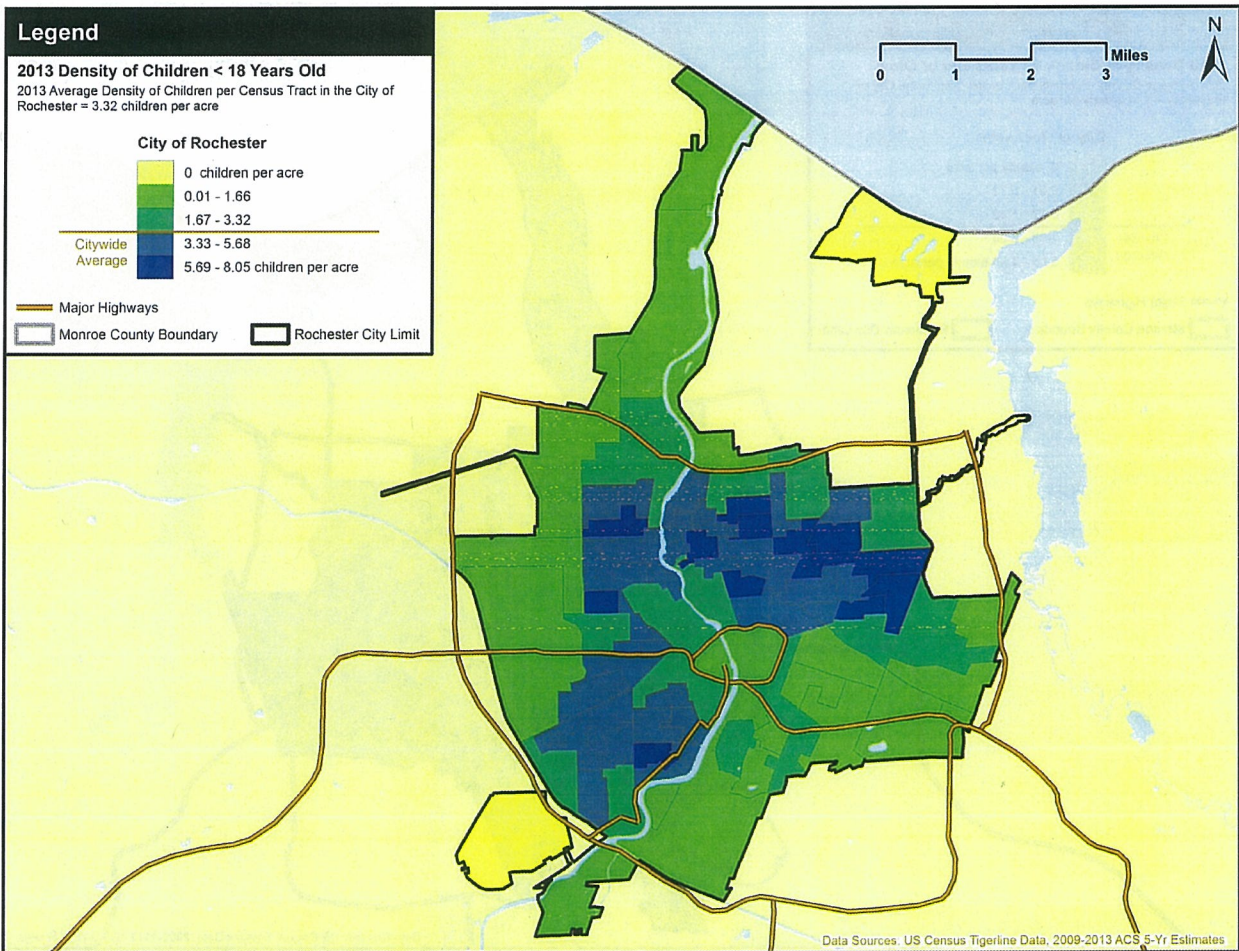 Legend
2013 Density of Children < 18 Years Old
2013 Average Density of Children per Census Tract in the City of
Rochester = 3.32 children per acre
City of Rochester
0 children per acre
0.01 - 1.66
1.67 - 3.32
Citywide
Average
3.33 - 5.68
5.69 - 8.05 children per acre
Major Highways
Monroe County Boundary
Rochester City Limit
N
Miles
0 1 2 3
Data Sources: US Census Tigerline Data, 2009-2013 ACS 5-Yr Estimates